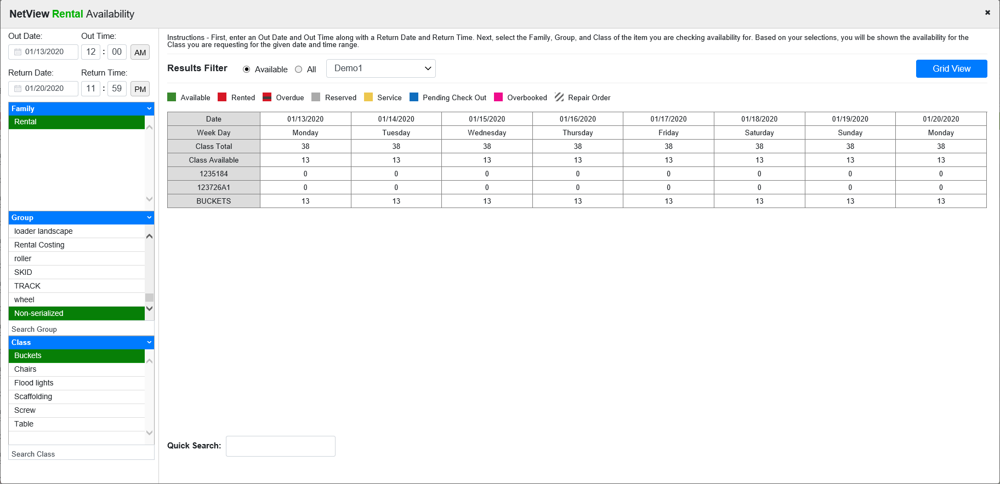 NetView Rental Availability
Out Date: Out Time:
01/13/2020 12 : 00 AM
Return Date: Return Time:
01/20/2020 11 : 59 PM
Family
Rental
Group
loader landscape
Rental Costing
roller
SKID
TRACK
wheel
Non-serialized
Search Group
Class
Buckets
Chairs
Flood lights
Scaffolding
Screw
Table
Search Class
Instructions - First, enter an Out Date and Out Time along with a Return Date and Return Time. Next, select the Family, Group, and Class of the item you are checking availability for. Based on your selections, you will be shown the availability for the
Class you are requesting for the given date and time range.
Results Filter Available All Demo1 Grid View
Available Rented Overdue Reserved Service Pending Check Out Overbooked Repair Order
Date 01/13/2020 01/14/2020 01/15/2020 01/16/2020 01/17/2020 01/18/2020 01/19/2020 01/20/2020
Week Day Monday Tuesday Wednesday Thursday Friday Saturday Sunday Monday
Class Total 38 38 38 38 38 38 38 38
Class Available 13 13 13 13 13 13 13 13
1235184 0 0 0 0 0 0 0 0
123726A1 0 0 0 0 0 0 0 0
BUCKETS 13 13 13 13 13 13 13 13
Quick Search: